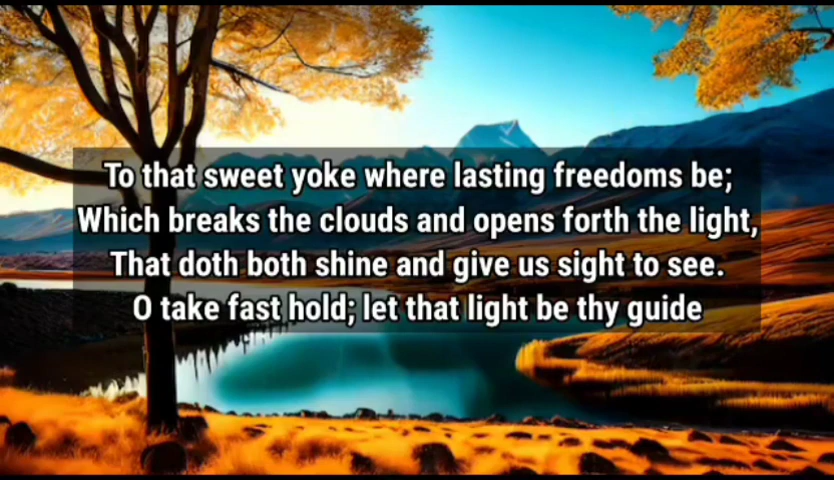 To that sweet yoke where lasting freedoms be;
Which breaks the clouds and opens forth the light,
That doth both shine and give us sight to see.
O take fast hold; let that light be thy guide